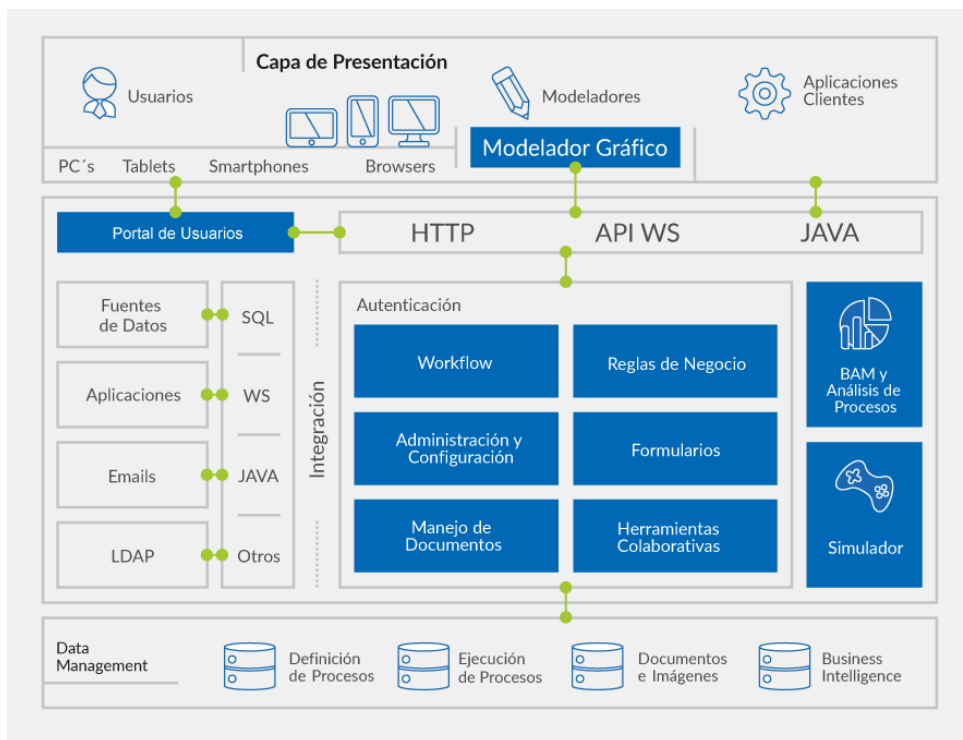 Capa de Presentación
Usuarios
Modeladores
Aplicaciones
Clientes
PC´s
Tablets
Smartphones
Browsers
Modelador Gráfico
Portal de Usuarios
HTTP
API WS
JAVA
Fuentes
de Datos
SQL
Aplicaciones
WS
Emails
JAVA
LDAP
Otros
Integración
Autenticación
Workflow
Reglas de Negocio
Administración y
Configuración
Formularios
Manejo de
Documentos
Herramientas
Colaborativas
BAM y
Análisis de
Procesos
Simulador
Data
Management
Definición
de Procesos
Ejecución
de Procesos
Documentos
e Imágenes
Business
Intelligence